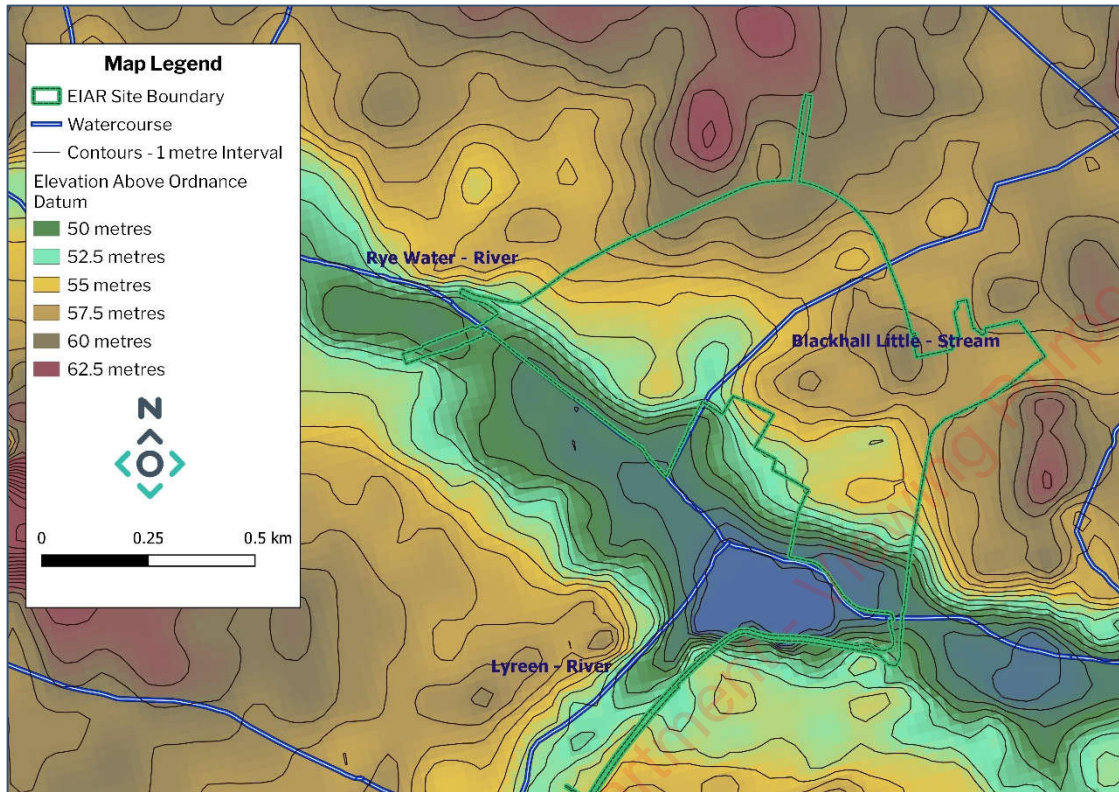 Map Legend
EIAR Site Boundary
Watercourse
Contours - 1 metre Interval
Elevation Above Ordnance
Datum
50 metres
52.5 metres
55 metres
57.5 metres
60 metres
62.5 metres
N
0 0.25 0.5 km
Rye Water - River
Blackhall Little - Stream
Lyreen - River
Viewing